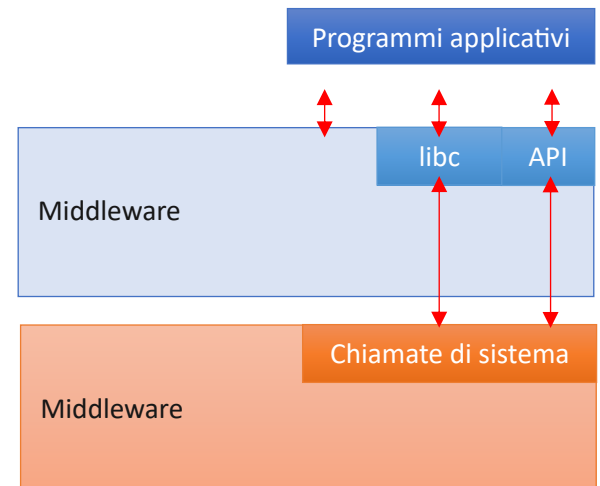 Programmi applicativi
libc
API
Middleware
Chiamate di sistema
Middleware